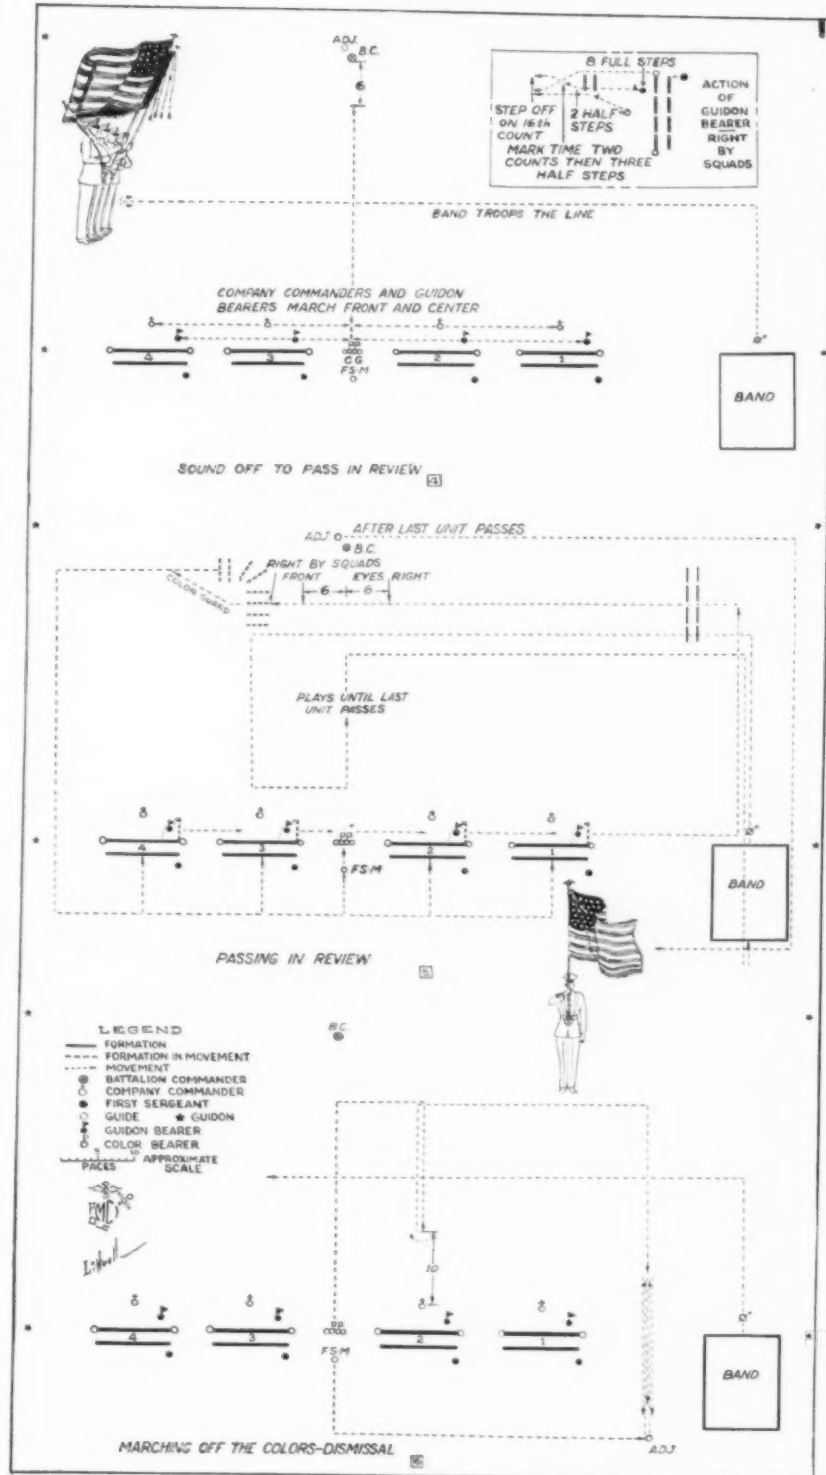 ADJ.
B.C.
6
8 FULL STEPS
STEP OFF
ON 16th
COUNT
2 HALF
STEPS
MARK TIME TWO
COUNTS THEN THREE
HALF STEPS
ACTION
OF
GUIDON
BEARER
RIGHT
BY
SQUADS
BAND TROOPS THE LINE
COMPANY COMMANDERS AND GUIDON
BEARERS MARCH FRONT AND CENTER
4
3
CG
FS-M
2
1
BAND
SOUND OFF TO PASS IN REVIEW
4
ADJ.
AFTER LAST UNIT PASSES
B.C.
RIGHT BY SQUADS
FRONT
EYES RIGHT
COLOR GUARD
6
6
PLAYS UNTIL LAST
UNIT PASSES
4
3
2
1
FS-M
BAND
PASSING IN REVIEW
5
LEGEND
FORMATION
FORMATION IN MOVEMENT
MOVEMENT
BATTALION COMMANDER
COMPANY COMMANDER
FIRST SERGEANT
GUIDE
GUIDON
GUIDON BEARER
COLOR BEARER
PACES
APPROXIMATE
SCALE
B.C.
10
4
3
FS-M
2
1
BAND
MARCHING OFF THE COLORS-DISMISSAL
6
ADJ.